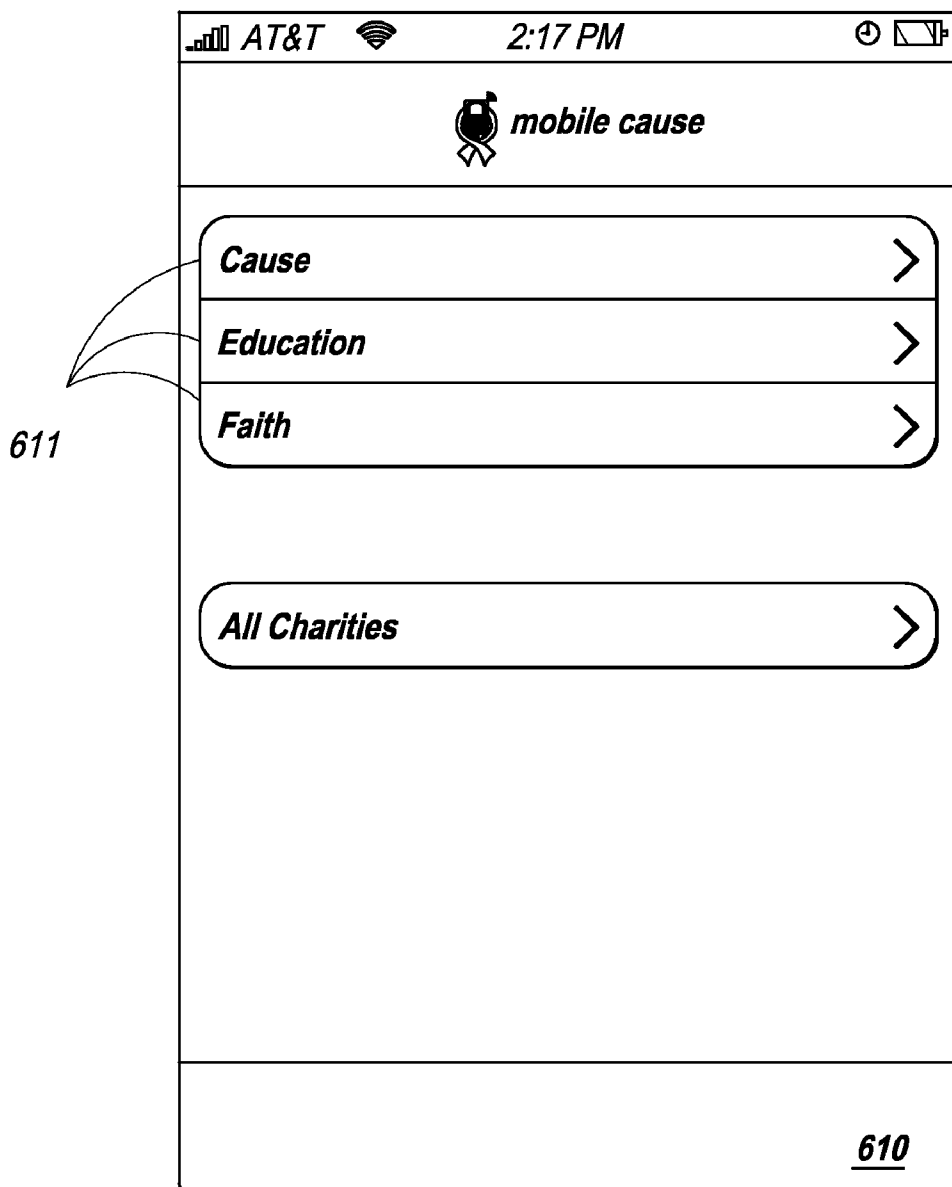 AT&T 2:17 PM
mobile cause
Cause
Education
Faith
611
All Charities
610